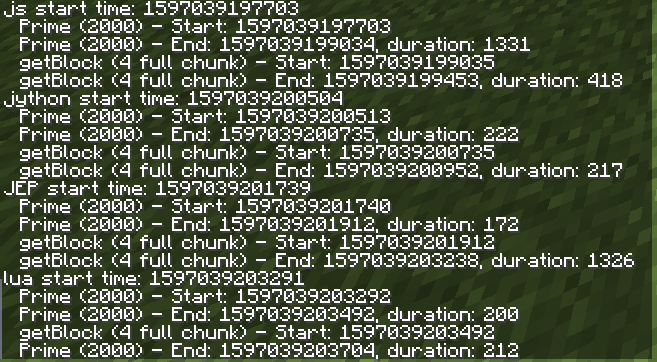 js start time: 1597039197703
Prime (2000) - Start: 1597039197703
Prime (2000) - End: 1597039199034, duration: 1331
getBlock (4 full chunk) - Start: 1597039199035
getBlock (4 full chunk) - End: 1597039199453, duration: 418
jython start time: 1597039200504
Prime (2000) - Start: 1597039200513
Prime (2000) - End: 1597039200735, duration: 222
getBlock (4 full chunk) - Start: 1597039200735
getBlock (4 full chunk) - End: 1597039200952, duration: 217
JEP start time: 1597039201739
Prime (2000) - Start: 1597039201740
Prime (2000) - End: 1597039201912, duration: 172
getBlock (4 full chunk) - Start: 1597039201912
getBlock (4 full chunk) - End: 1597039203238, duration: 1326
lua start time: 1597039203291
Prime (2000) - Start: 1597039203292
Prime (2000) - End: 1597039203492, duration: 200
getBlock (4 full chunk) - Start: 1597039203492
Prime (2000) - End: 1597039203704, duration: 212